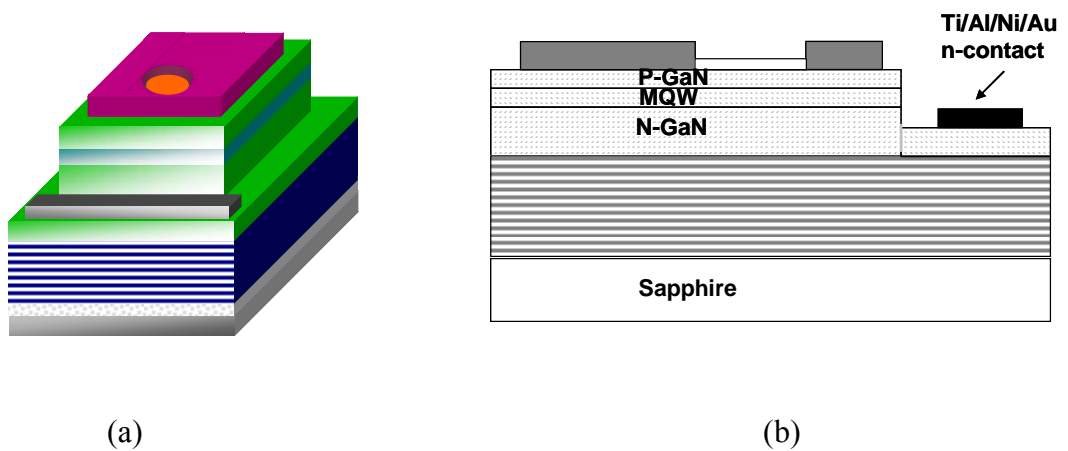 Ti/Al/Ni/Au
n-contact
P-GaN
MQW
N-GaN
Sapphire
(a)
(b)